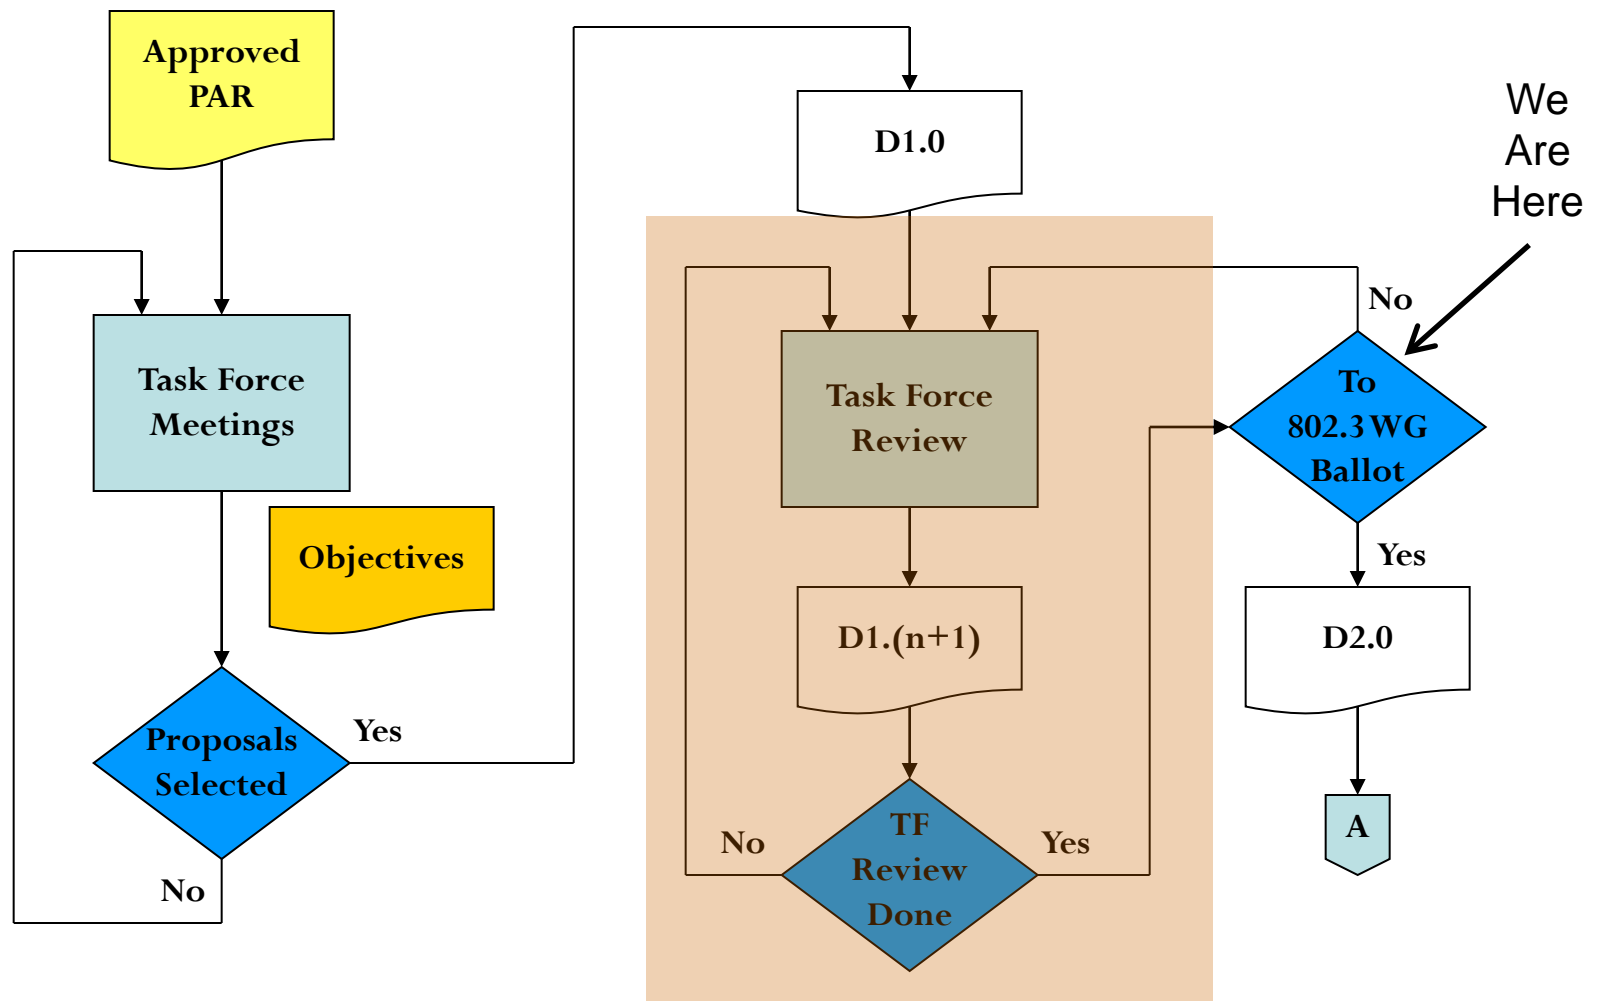 Approved
PAR
Task Force
Meetings
Objectives
Proposals
Selected
Yes
No
D1.0
Task Force
Review
D1.(n+1)
TF
Review
Done
No
Yes
We
Are
Here
No
To
802.3 WG
Ballot
Yes
D2.0
A